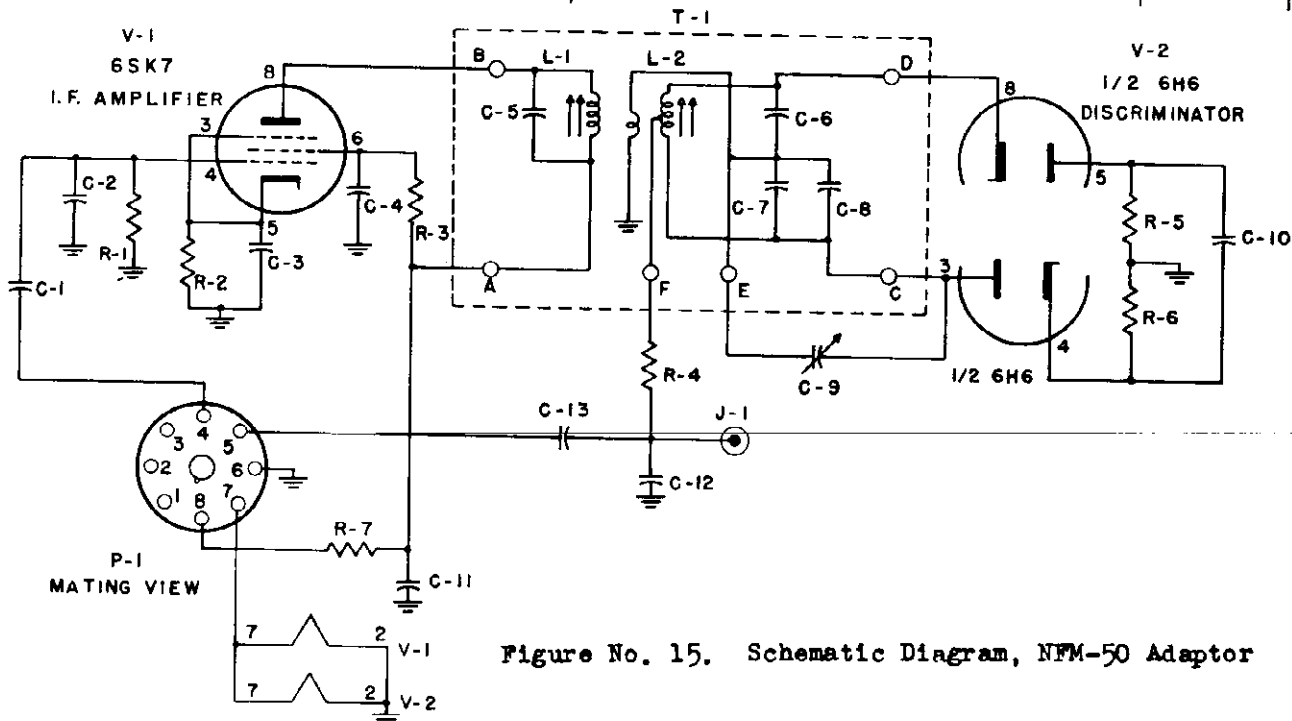 T-1
V-1
6SK7
I.F. AMPLIFIER
8
3
4
6
5
C-2
R-1
C-1
R-2
C-3
C-4
R-3
B
L-1
C-5
A
L-2
D
C-6
C-7
C-8
F
E
C
V-2
1/2 6H6
DISCRIMINATOR
8
5
3
4
1/2 6H6
R-5
R-6
C-10
R-4
C-9
C-13
J-1
C-12
3
4
5
2
6
1
8
7
P-1
MATING VIEW
R-7
C-11
7
2
V-1
7
2
V-2
Figure No. 15. Schematic Diagram, NFM-50 Adaptor